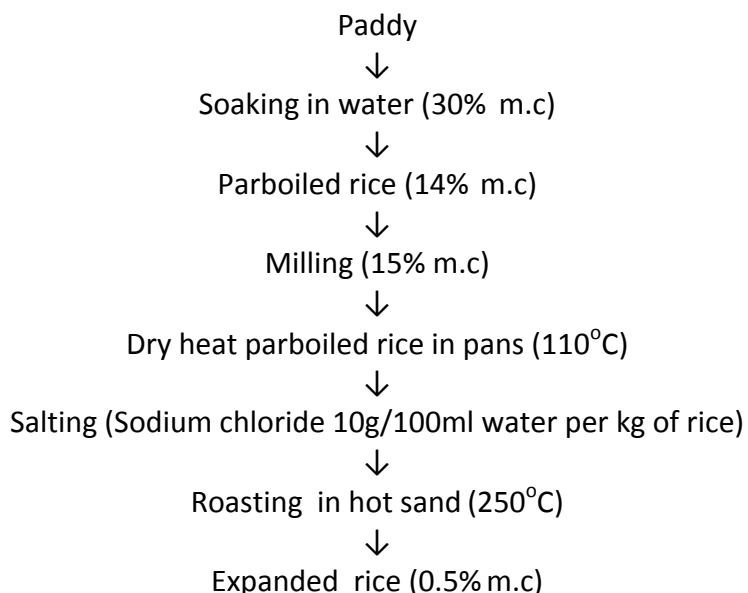 Paddy
↓
Soaking in water (30% m.c)
↓
Parboiled rice (14% m.c)
↓
Milling (15% m.c)
↓
Dry heat parboiled rice in pans (110°C)
↓
Salting (Sodium chloride 10g/100ml water per kg of rice)
↓
Roasting in hot sand (250°C)
↓
Expanded rice (0.5% m.c)